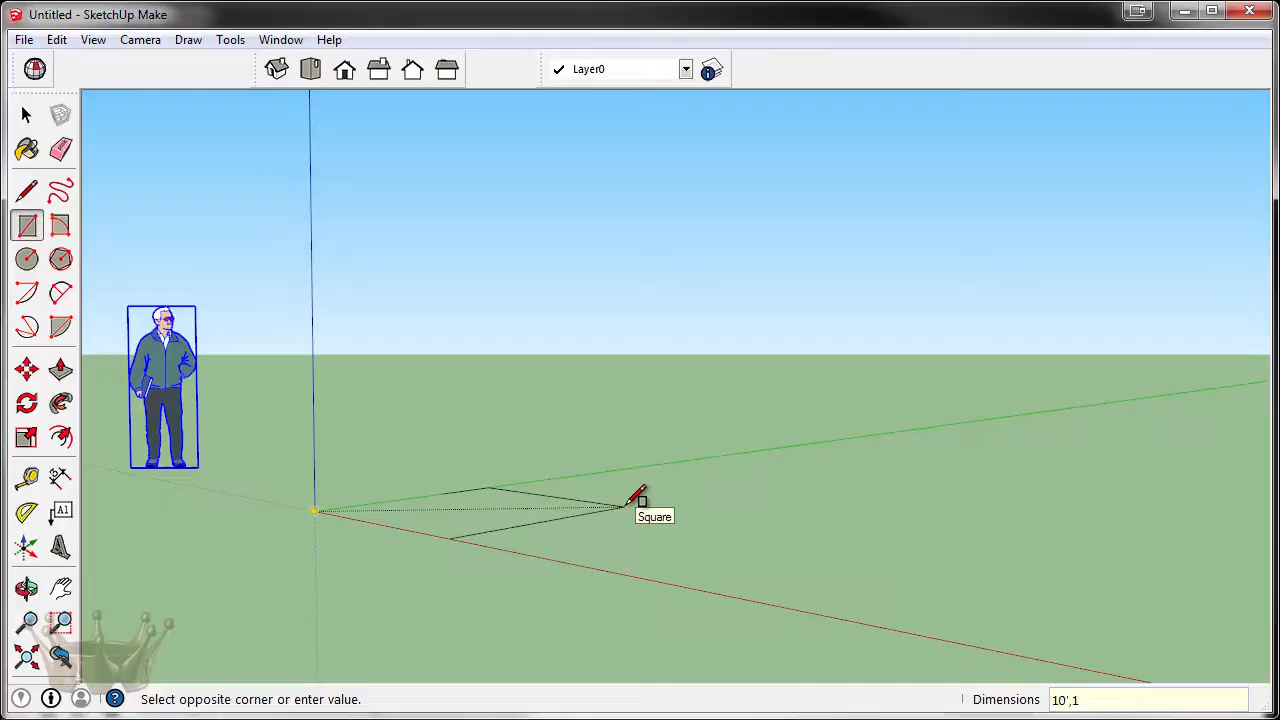 Untitled - SketchUp Make
File Edit View Camera Draw Tools Window Help
Layer0
A1
Square
Select opposite corner or enter value. Dimensions 10',1